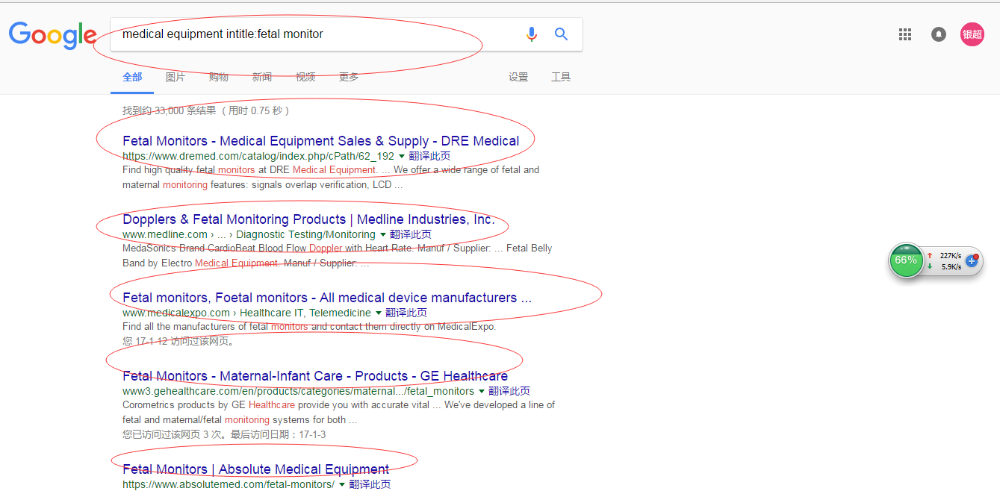 Google
medical equipment intitle:fetal monitor
银超
全部 图片 购物 新闻 视频 更多 设置 工具
找到约 33,000 条结果 （用时 0.75 秒）
Fetal Monitors - Medical Equipment Sales & Supply - DRE Medical
https://www.dremed.com/catalog/index.php/cPath/62_192 翻译此页
Find high quality fetal monitors at DRE Medical Equipment. ... We offer a wide range of fetal and
maternal monitoring features: signals overlap verification, LCD ...
Dopplers & Fetal Monitoring Products | Medline Industries, Inc.
www.medline.com › ... › Diagnostic Testing/Monitoring 翻译此页
MedaSonics Brand CardioBeat Blood Flow Doppler with Heart Rate. Manuf / Supplier: ... Fetal Belly
Band by Electro Medical Equipment. Manuf / Supplier: ...
66%
227K/s
5.9K/s
Fetal monitors, Foetal monitors - All medical device manufacturers ...
www.medicalexpo.com › Healthcare IT, Telemedicine 翻译此页
Find all the manufacturers of fetal monitors and contact them directly on MedicalExpo.
您 17-1-12 访问过该网页。
Fetal Monitors - Maternal-Infant Care - Products - GE Healthcare
www3.gehealthcare.com/en/products/categories/maternal.../fetal_monitors 翻译此页
Corometrics products by GE Healthcare provide you with accurate vital ... We've developed a line of
fetal and maternal/fetal monitoring systems for both ...
您已访问过该网页 3 次。最后访问日期：17-1-3
Fetal Monitors | Absolute Medical Equipment
https://www.absolutemed.com/fetal-monitors/ 翻译此页